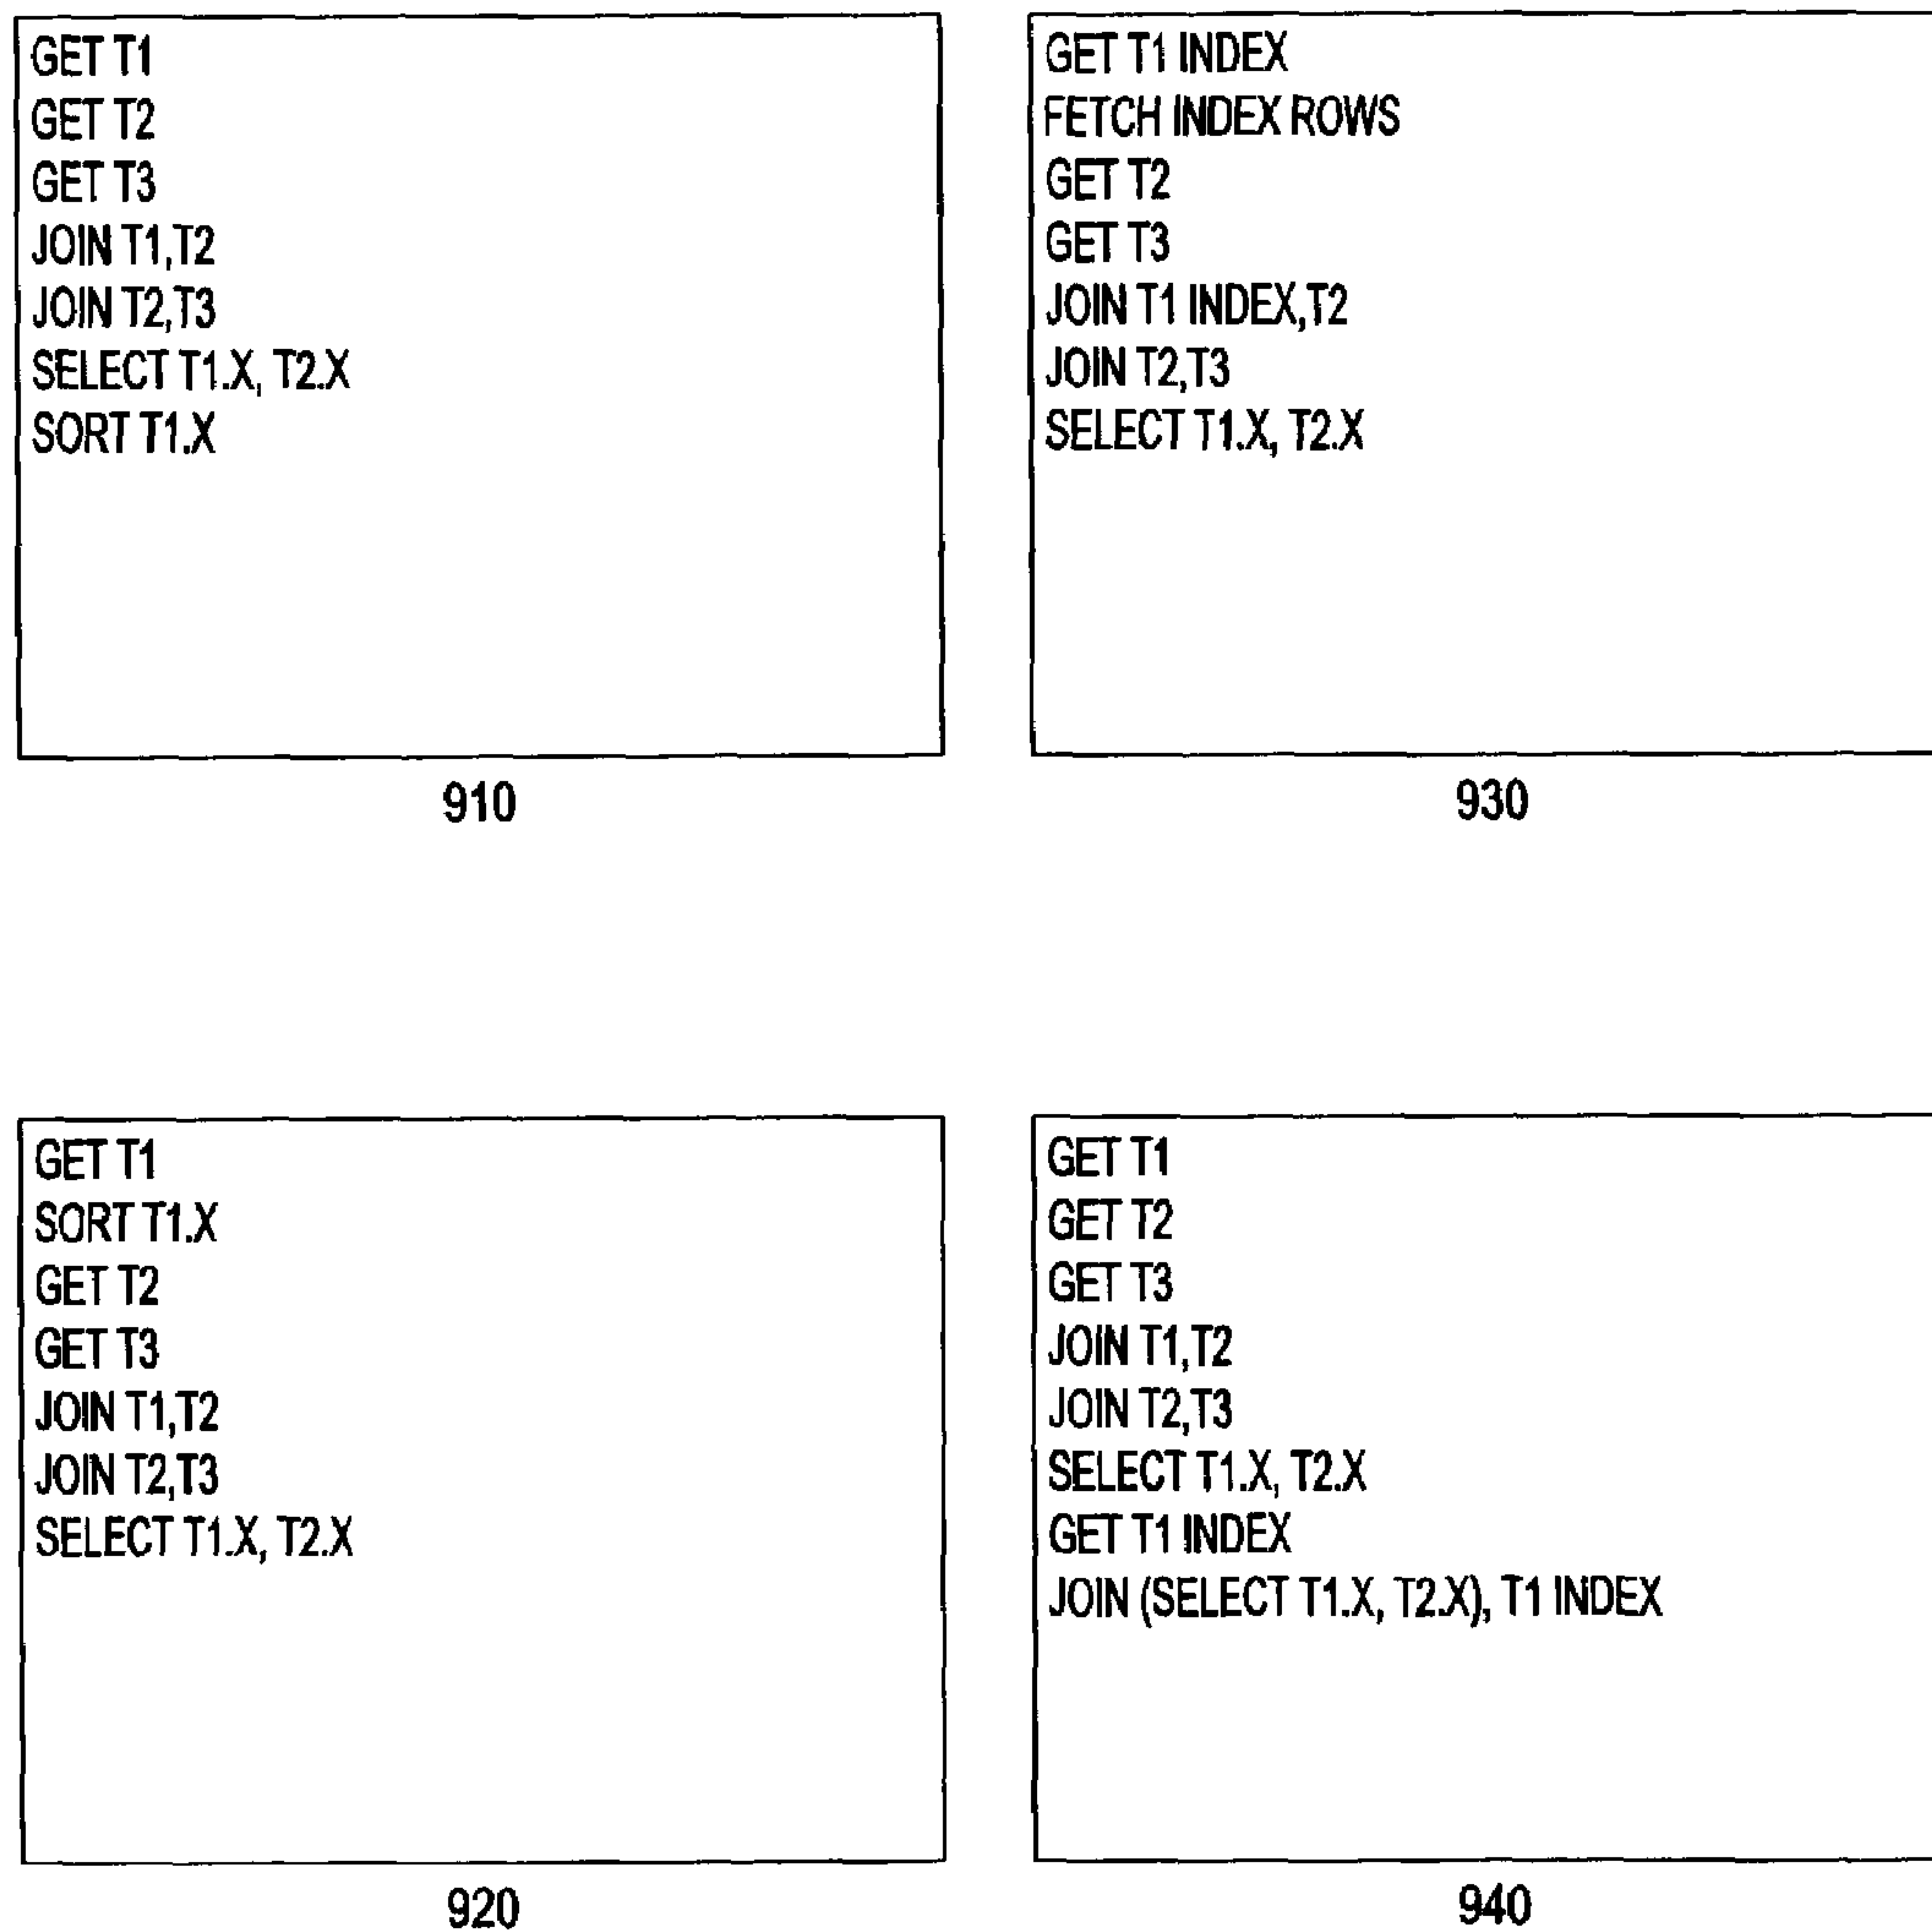 GET T1
GET T2
GET T3
JOIN T1,T2
JOIN T2,T3
SELECT T1.X, T2.X
SORT T1.X
910
GET T1 INDEX
FETCH INDEX ROWS
GET T2
GET T3
JOIN T1 INDEX,T2
JOIN T2,T3
SELECT T1.X, T2.X
930
GET T1
SORT T1.X
GET T2
GET T3
JOIN T1,T2
JOIN T2,T3
SELECT T1.X, T2.X
920
GET T1
GET T2
GET T3
JOIN T1,T2
JOIN T2,T3
SELECT T1.X, T2.X
GET T1 INDEX
JOIN (SELECT T1.X, T2.X), T1 INDEX
940